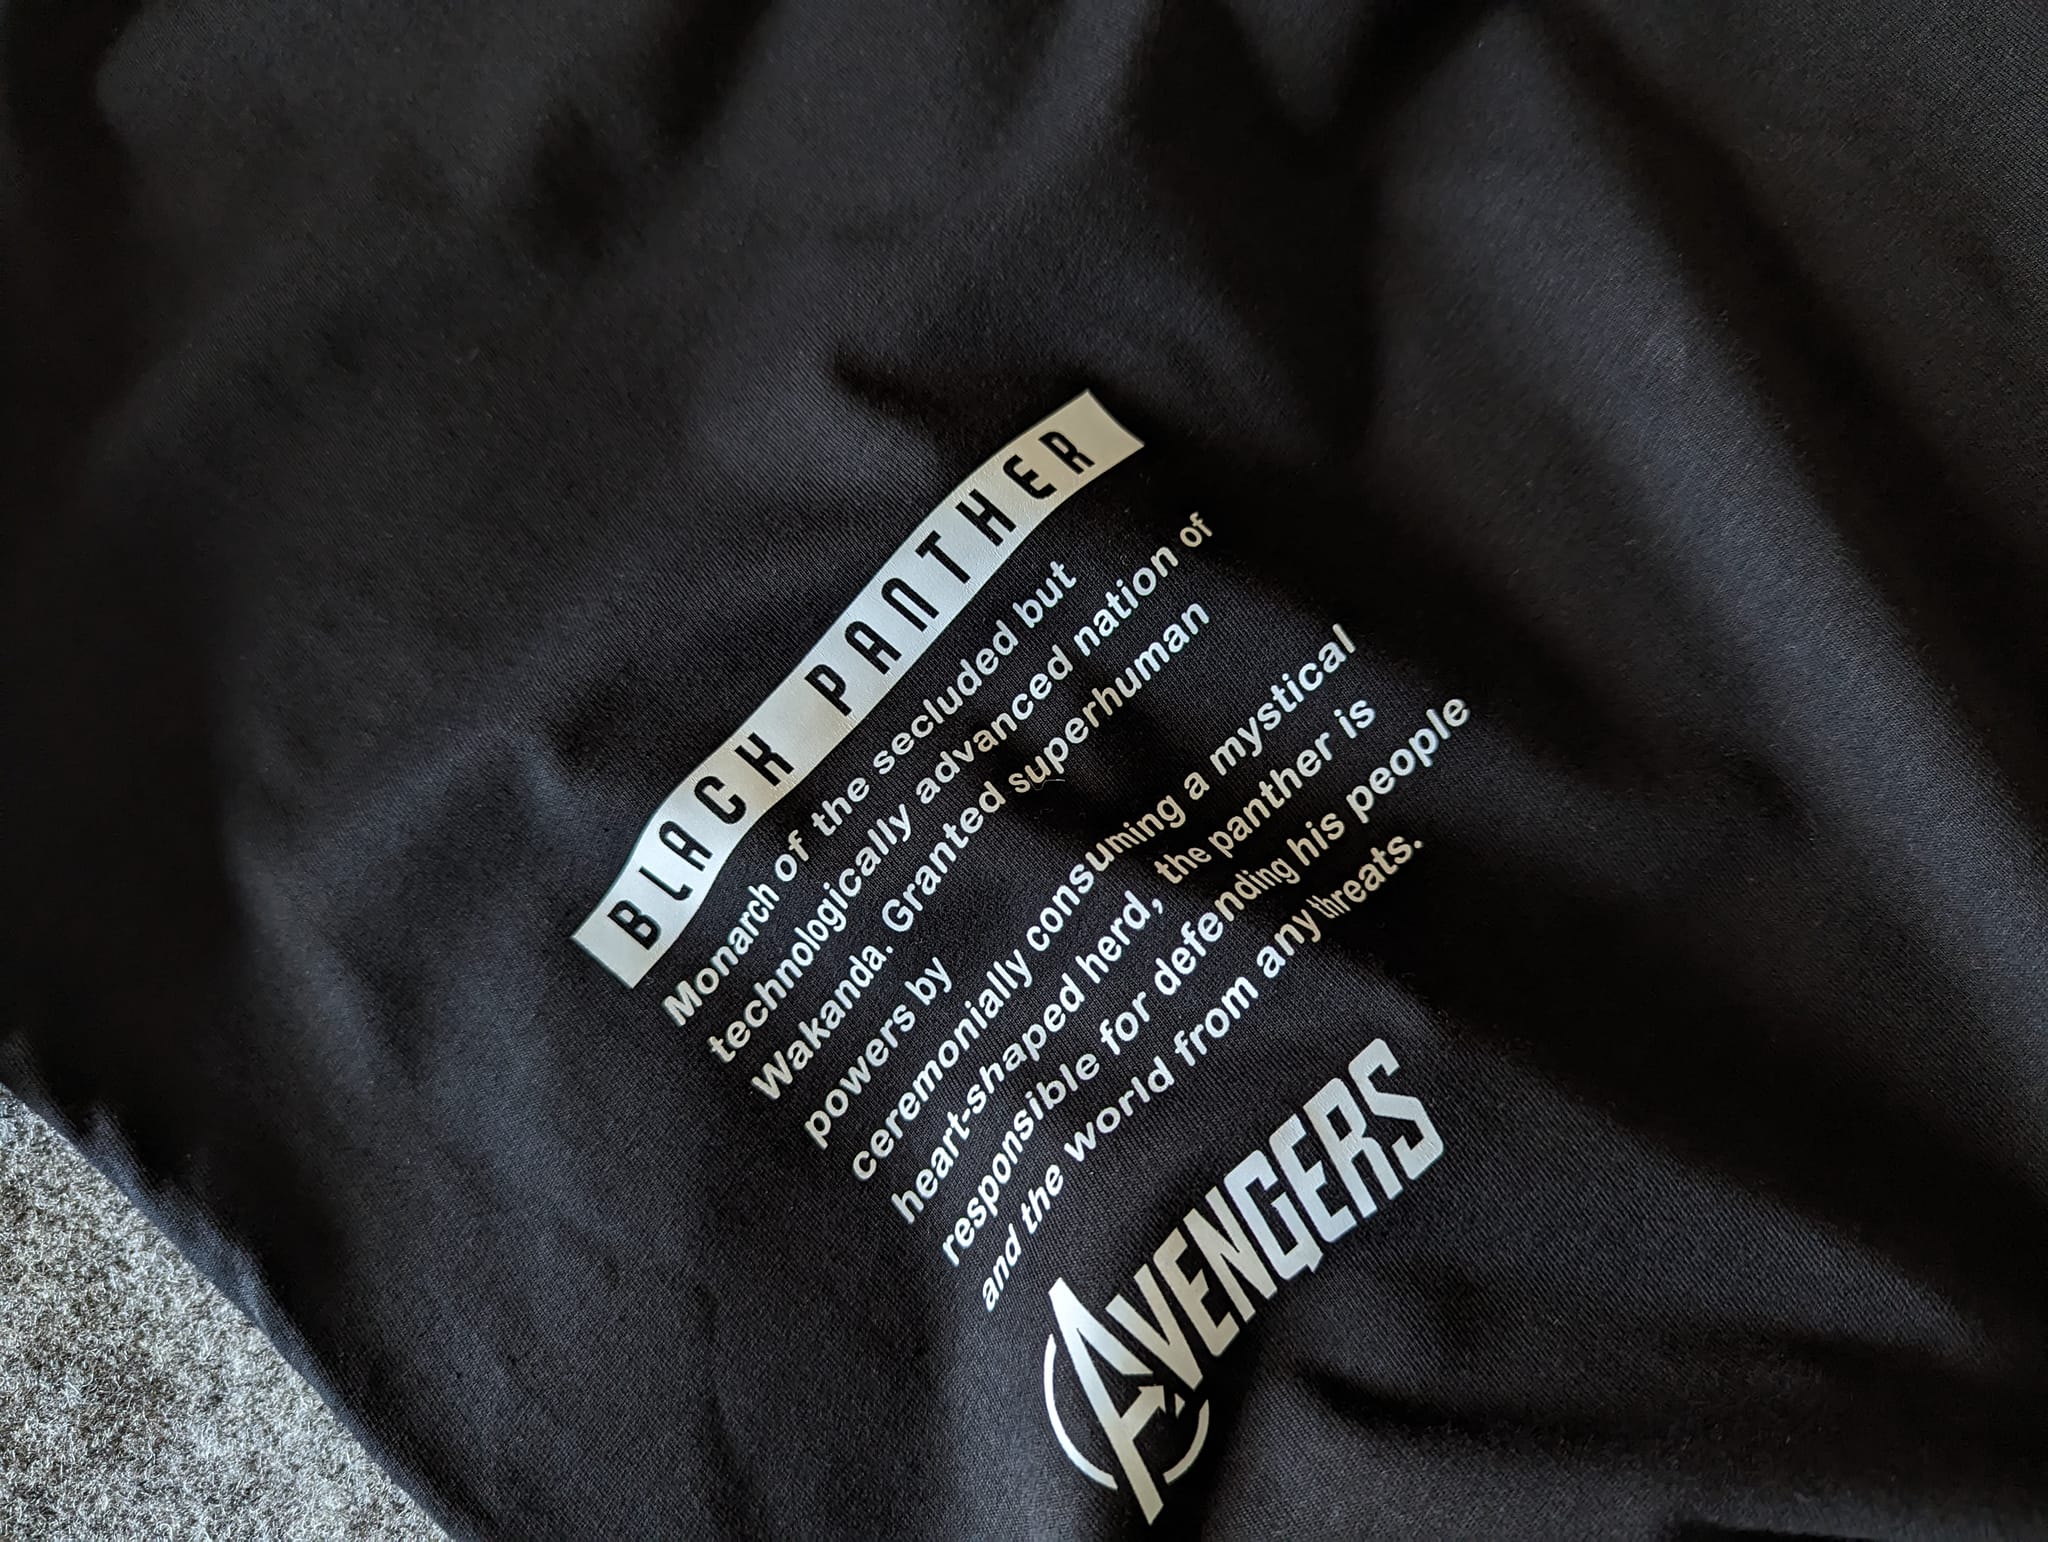 BLACK PANTHER
Monarch of the secluded but
technologically advanced nation of
Wakanda. Granted superhuman
powers by
ceremonially consuming a mystical
heart-shaped herd, the panther is
responsible for defending his people
and the world from any threats.
AVENGERS